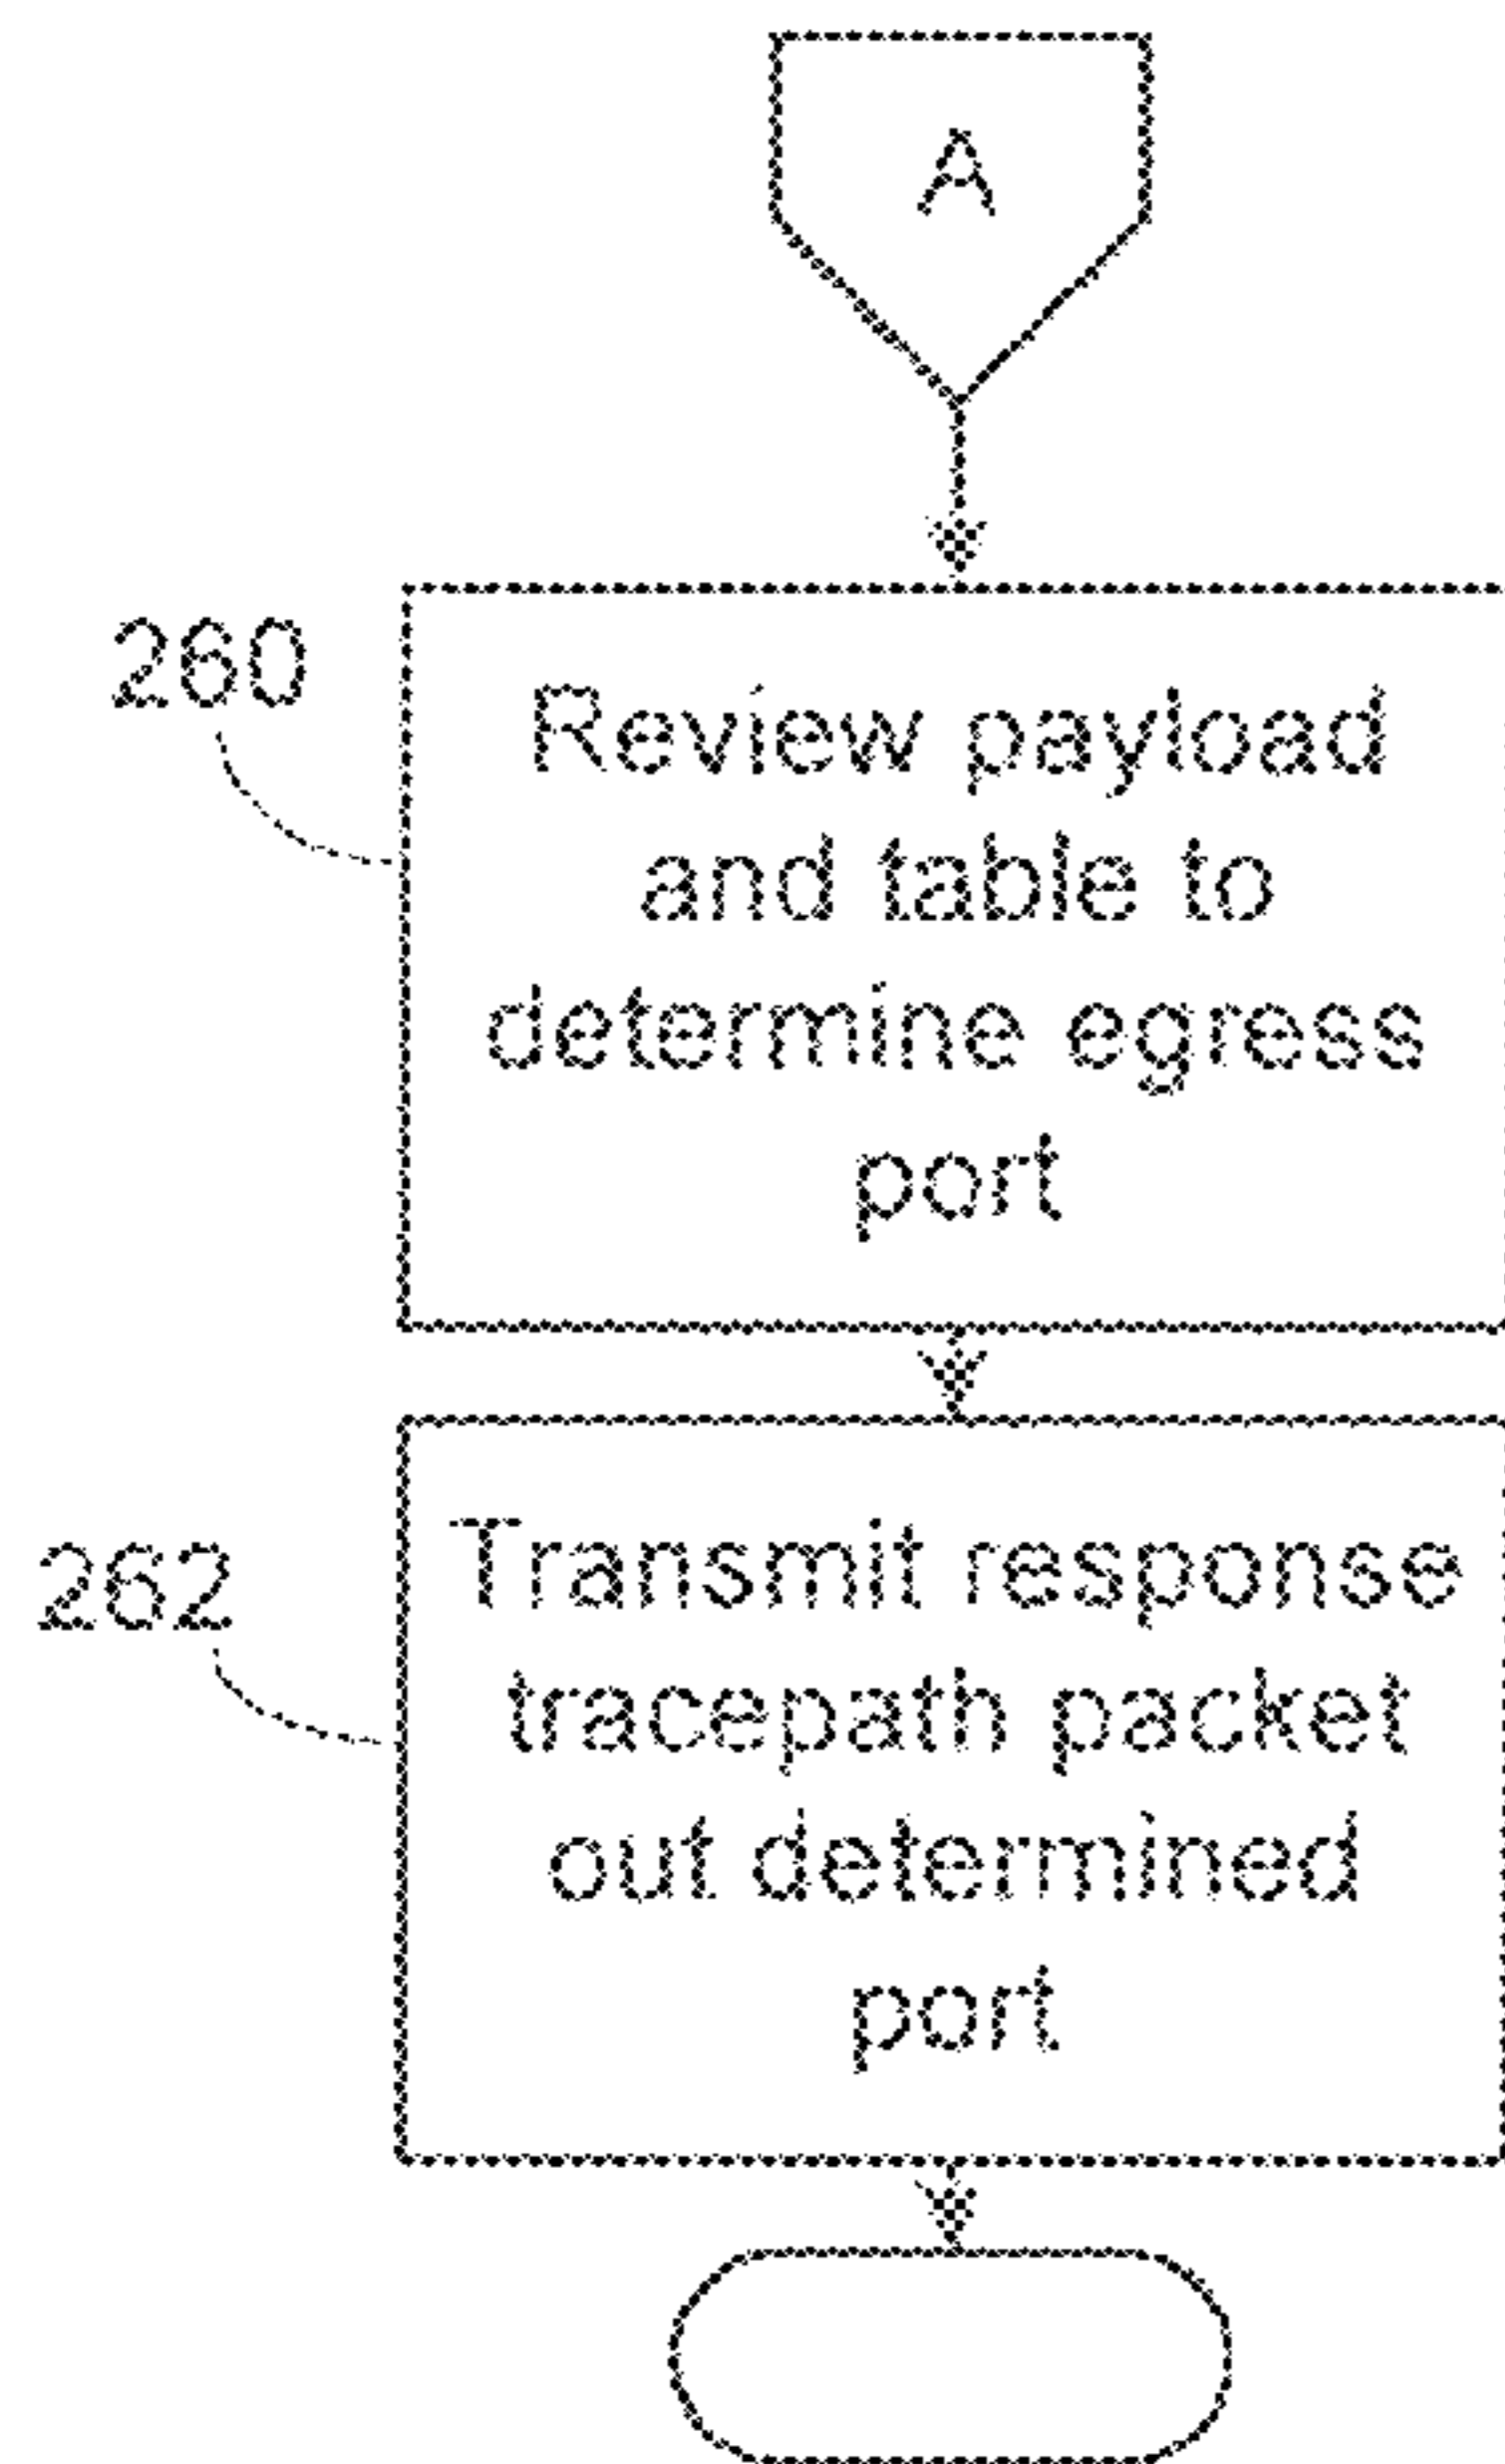 A
260
Review payload
and table to
determine egress
port
262
Transmit response
tracepath packet
out determined
port